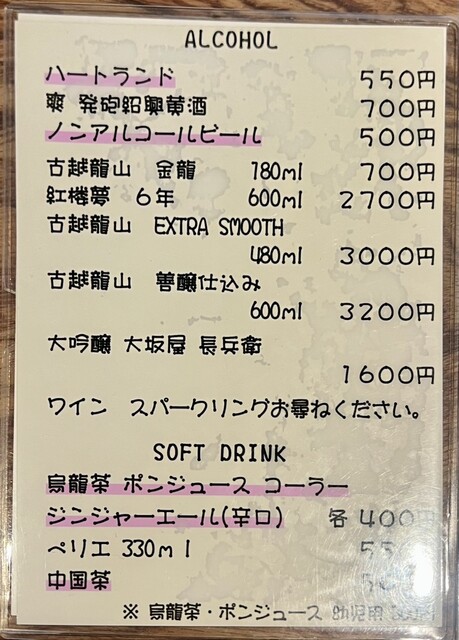 ALCOHOL
ハートランド 550円
爽 発砲紹興黄酒 700円
ノンアルコールビール 500円
古越龍山 金龍 180ml 700円
紅楼夢 6年 600ml 2700円
古越龍山 EXTRA SMOOTH
480ml 3000円
古越龍山 善醸仕込み
600ml 3200円
大吟醸 大坂屋 長兵衛
1600円
ワイン スパークリングお尋ねください。
SOFT DRINK
烏龍茶 ポンジュース コーラー
ジンジャーエール(辛口) 各 400円
ペリエ 330ml
中国茶
※ 烏龍茶・ポンジュース 幼児用